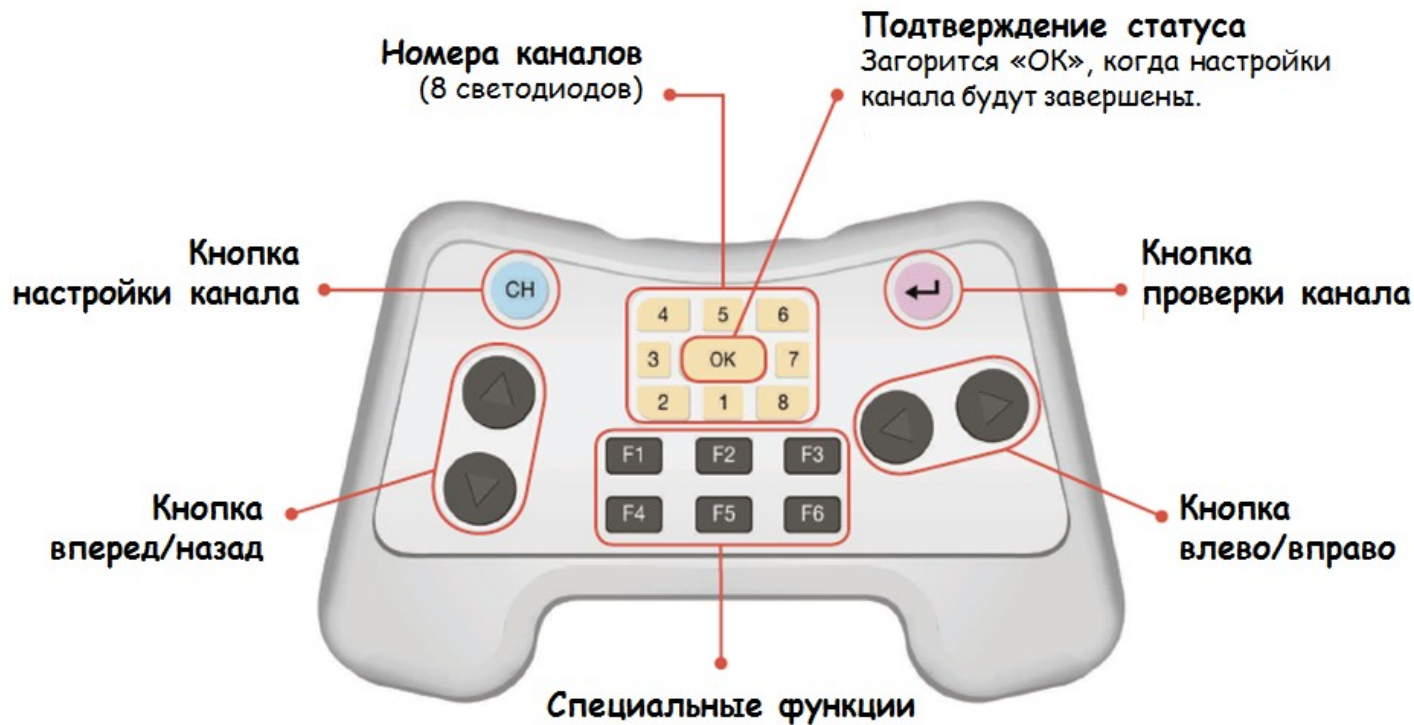 Номера каналов
(8 светодиодов)
Подтверждение статуса
Загорится «ОК», когда настройки
канала будут завершены.
Кнопка
настройки канала
CH
4 5 6
3 OK 7
2 1 8
Кнопка
проверки канала
F1 F2 F3
F4 F5 F6
Кнопка
вперед/назад
Кнопка
влево/вправо
Специальные функции